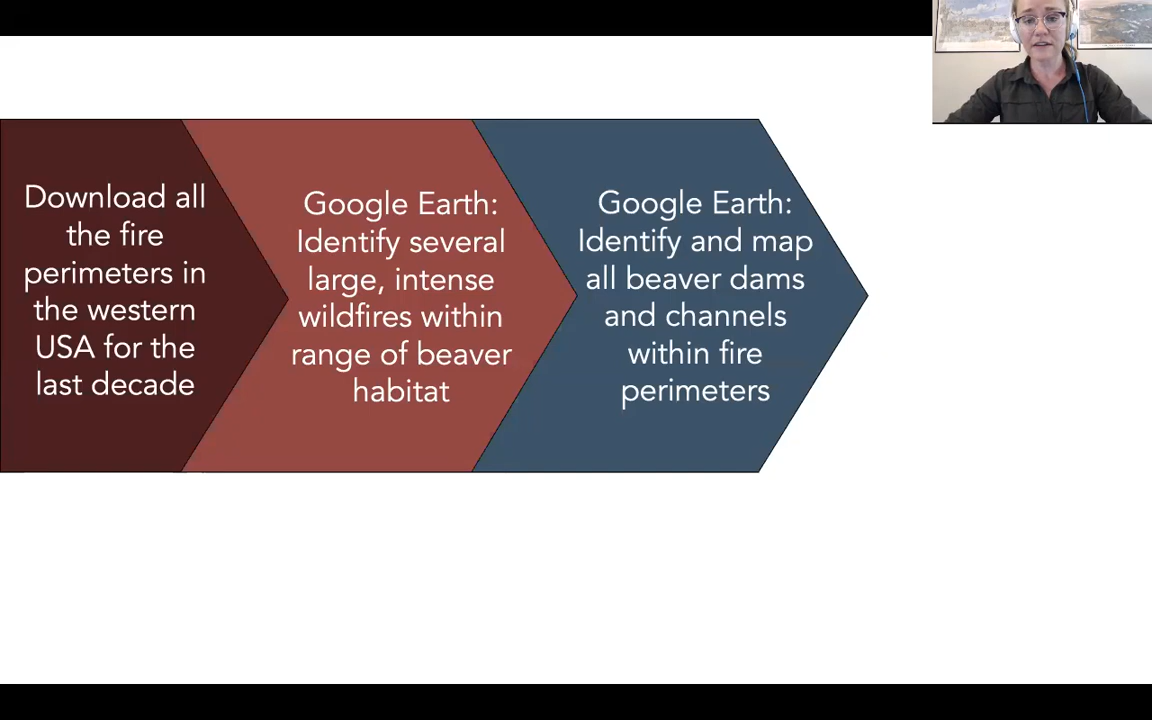 Download all
the fire
perimeters in
the western
USA for the
last decade
Google Earth:
Identify several
large, intense
wildfires within
range of beaver
habitat
Google Earth:
Identify and map
all beaver dams
and channels
within fire
perimeters